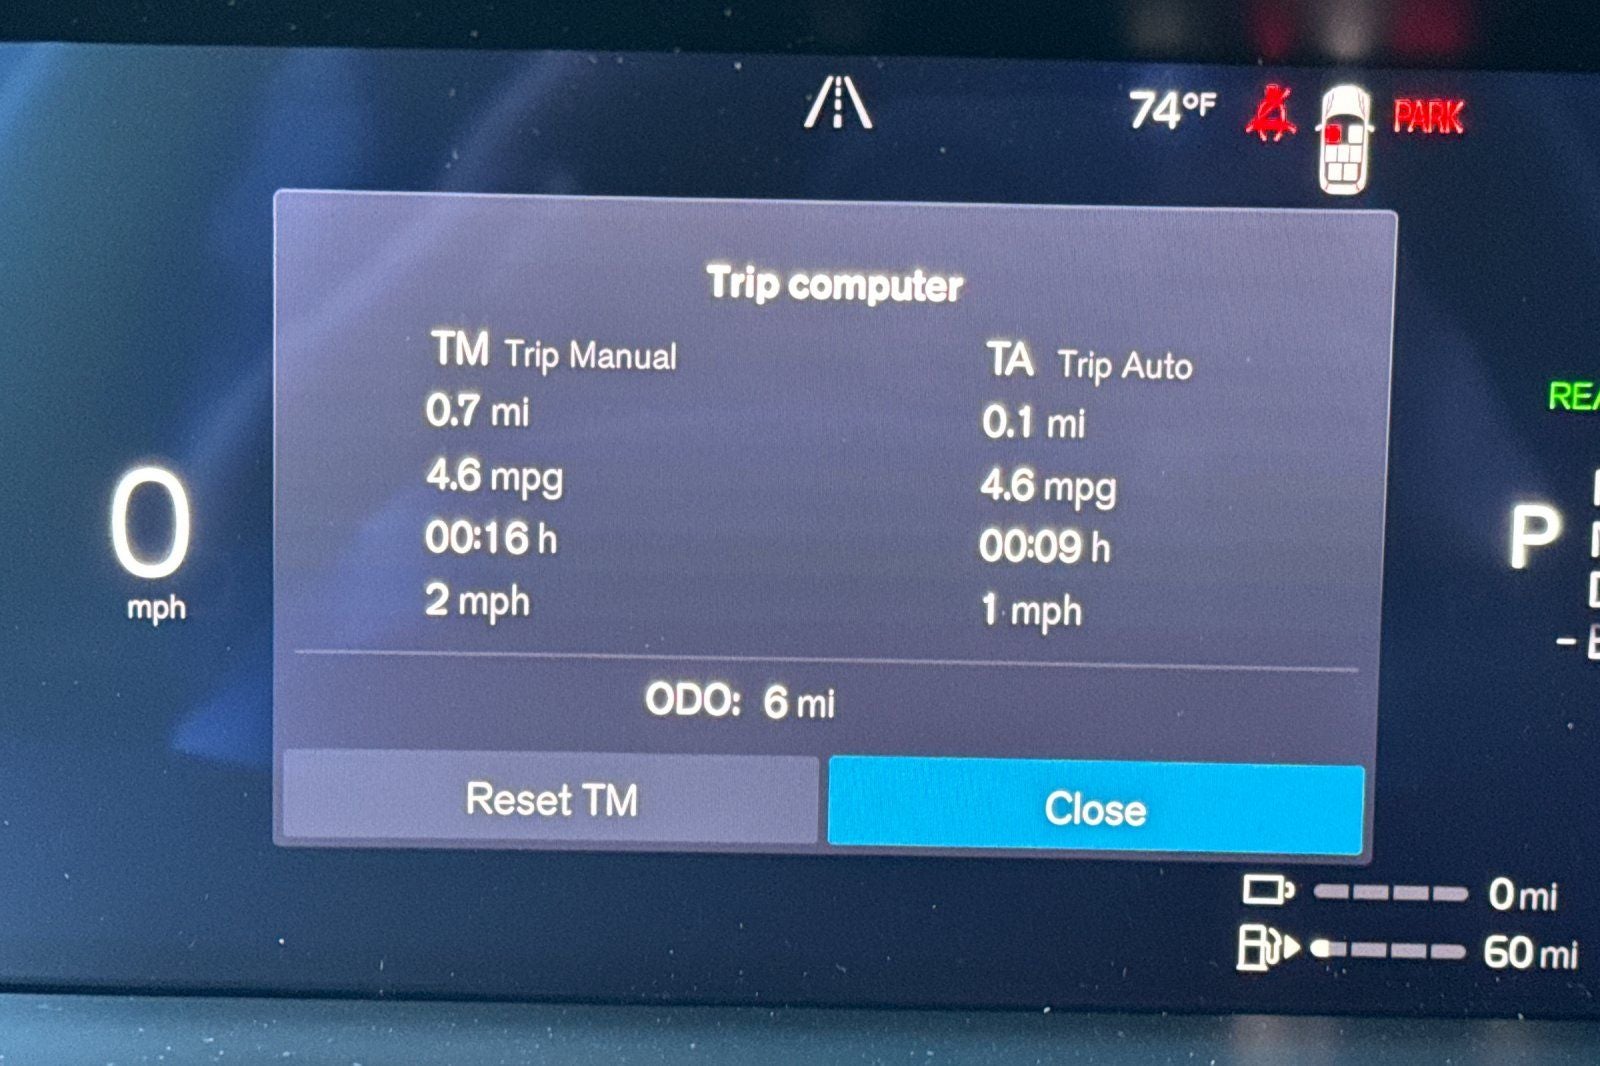 74°F PARK
Trip computer
TM Trip Manual
0.7 mi
4.6 mpg
00:16 h
2 mph
TA Trip Auto
0.1 mi
4.6 mpg
00:09 h
1 mph
ODO: 6 mi
Reset TM
Close
0
mph
P
0 mi
60 mi